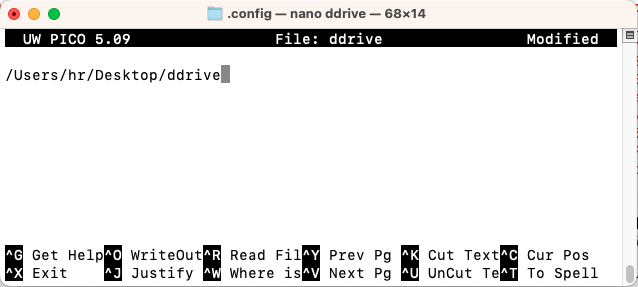 .config — nano ddrive — 68×14
UW PICO 5.09 File: ddrive Modified
/Users/hr/Desktop/ddrive
^G Get Help ^O WriteOut ^R Read Fil ^Y Prev Pg ^K Cut Text ^C Cur Pos
^X Exit ^J Justify ^W Where is ^V Next Pg ^U UnCut Te ^T To Spell